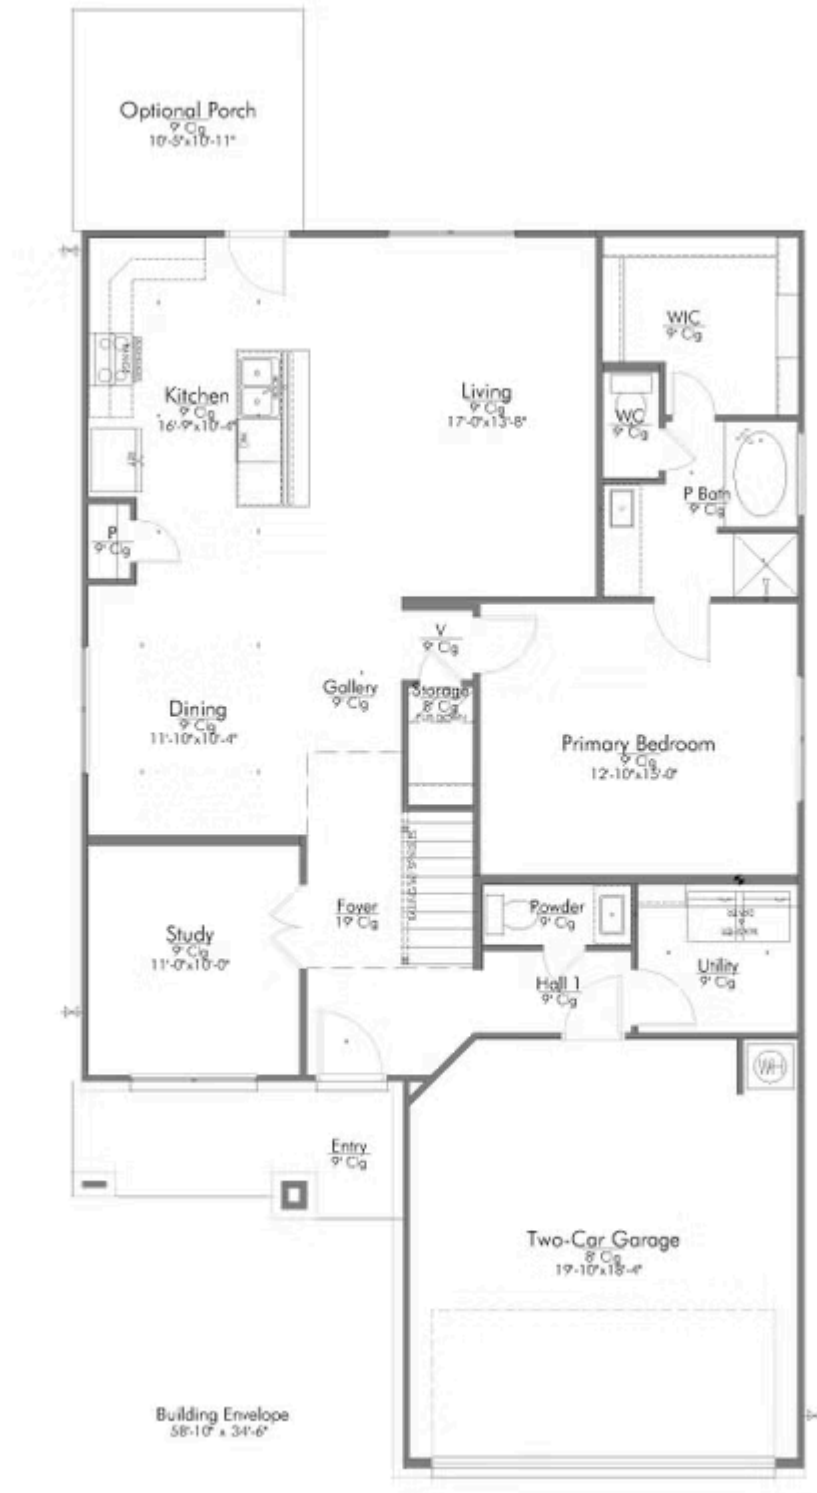 Optional Porch
9' Clg
10'-5"x10'-11"
WIC
9' Clg
Kitchen
9' Clg
16'-9"x10'-4"
Living
9' Clg
17'-0"x13'-8"
WC
9' Clg
RANGE
REF
DW
P Bath
9' Clg
P
9' Clg
V
9' Clg
Gallery
9' Clg
Storage
8' Clg
Dining
9' Clg
11'-10"x10'-4"
Primary Bedroom
9' Clg
12'-10"x15'-0"
Foyer
19' Clg
Powder
9' Clg
Study
9' Clg
11'-0"x10'-0"
Utility
9' Clg
Hall 1
9' Clg
WH
Entry
9' Clg
Two-Car Garage
8' Clg
19'-10"x18'-4"
Building Envelope
58'-10" x 34'-6"